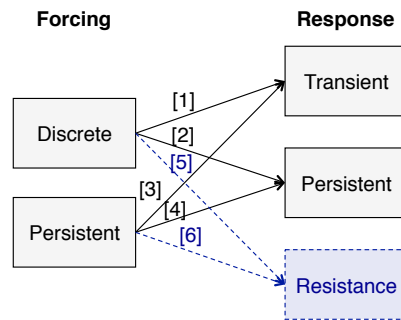 Forcing
Response
Transient
[1]
Discrete
[2]
[5]
Persistent
[3]
[4]
Persistent
[6]
Resistance